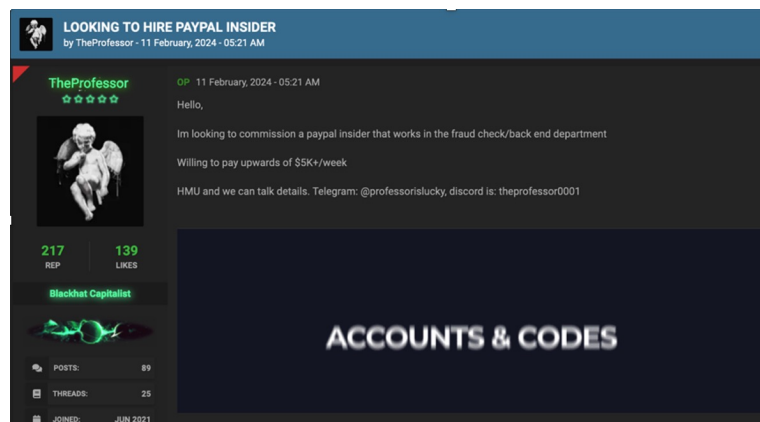 LOOKING TO HIRE PAYPAL INSIDER
by TheProfessor - 11 February, 2024 - 05:21 AM
TheProfessor
OP 11 February, 2024 - 05:21 AM
Hello,
Im looking to commission a paypal insider that works in the fraud check/back end department
Willing to pay upwards of $5K+/week
HMU and we can talk details. Telegram: @professorislucky, discord is: theprofessor0001
217
REP
139
LIKES
Blackhat Capitalist
ACCOUNTS & CODES
POSTS: 89
THREADS: 25
JOINED: JUN 2021